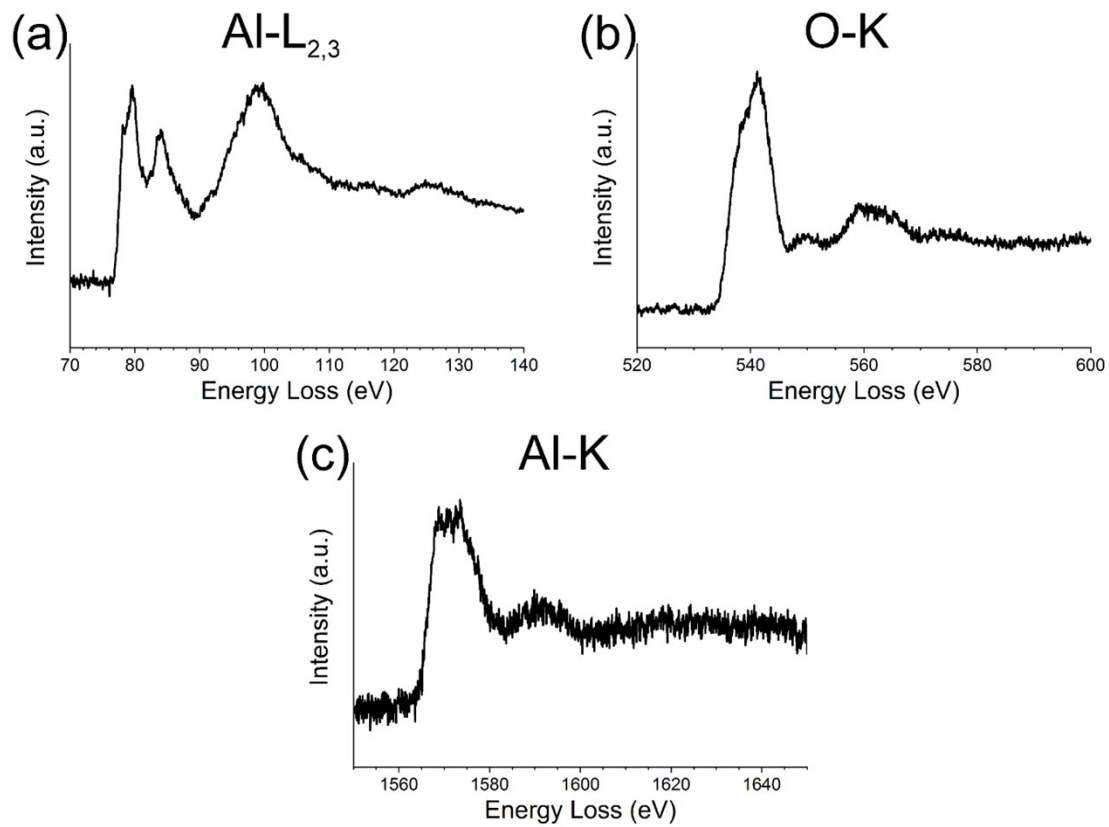 (a) Al-L2,3
Intensity (a.u.)
70 80 90 100 110 120 130 140
Energy Loss (eV)
(b) O-K
Intensity (a.u.)
520 540 560 580 600
Energy Loss (eV)
(c) Al-K
Intensity (a.u.)
1560 1580 1600 1620 1640
Energy Loss (eV)